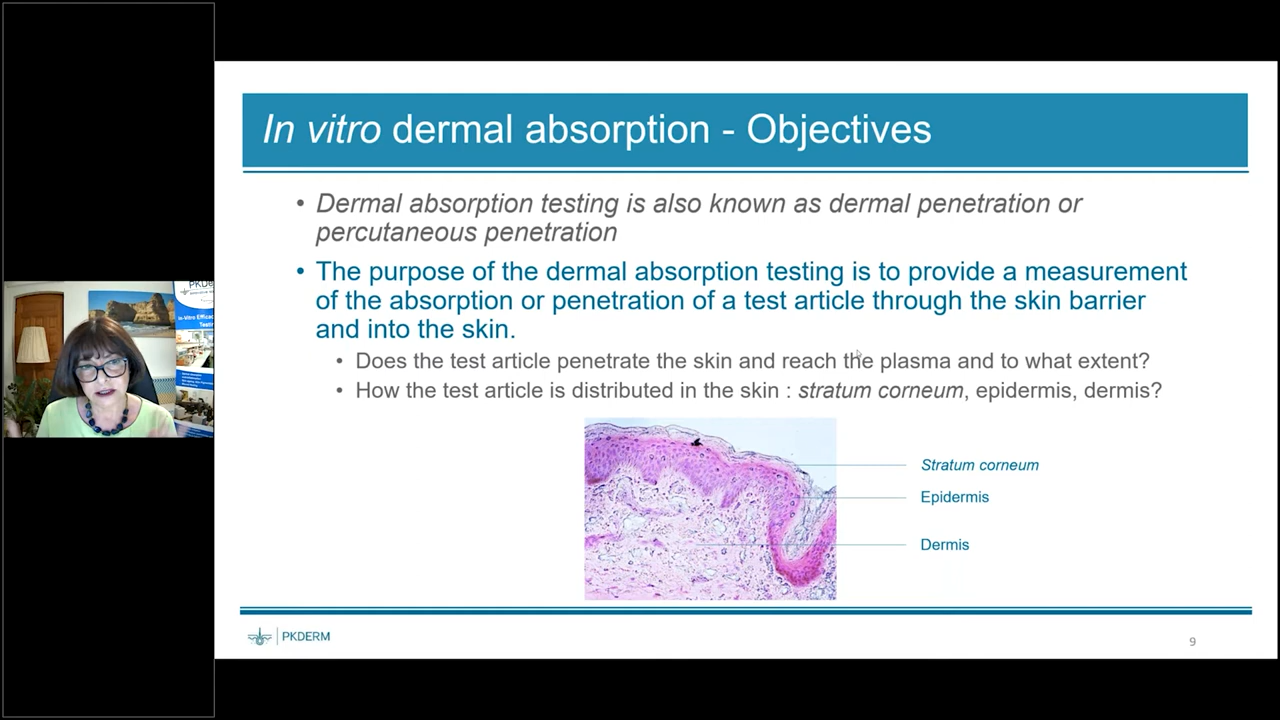 In vitro dermal absorption - Objectives
• Dermal absorption testing is also known as dermal penetration or
percutaneous penetration
• The purpose of the dermal absorption testing is to provide a measurement
of the absorption or penetration of a test article through the skin barrier
and into the skin.
• Does the test article penetrate the skin and reach the plasma and to what extent?
• How the test article is distributed in the skin : stratum corneum, epidermis, dermis?
Stratum corneum
Epidermis
Dermis
PKDERM
9
In-Vitro Efficac
Testin